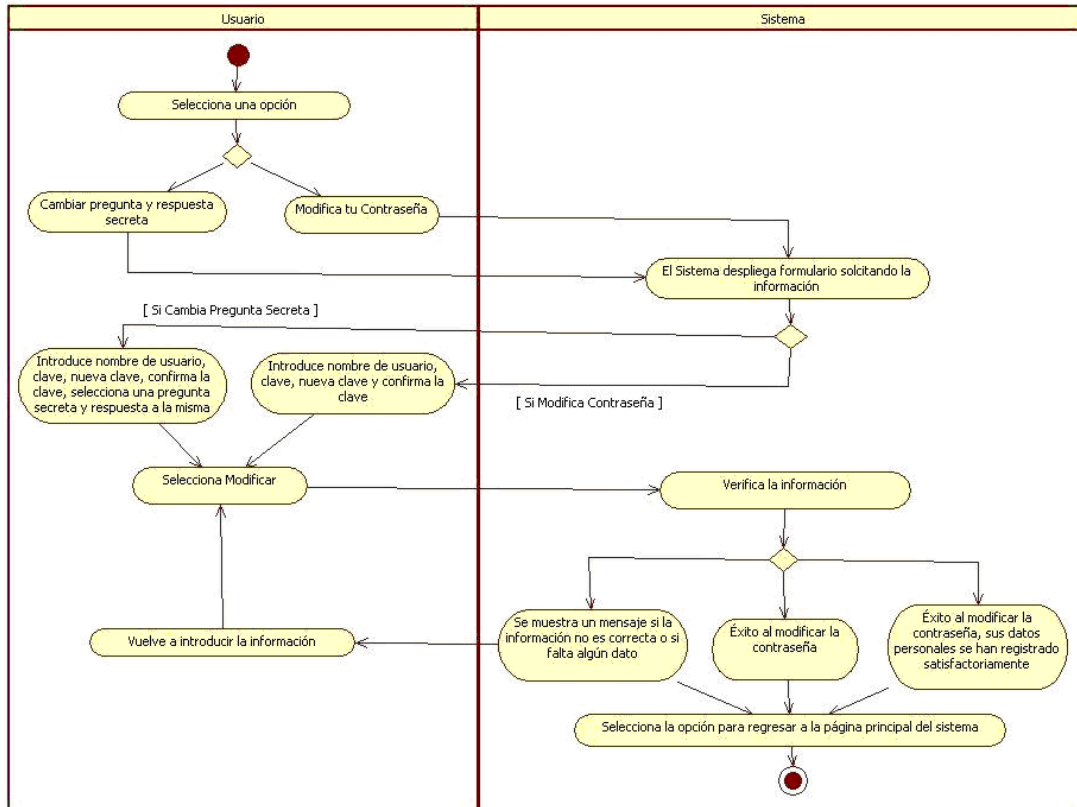 Usuario
Sistema
Selecciona una opción
Cambiar pregunta y respuesta
secreta
Modifica tu Contraseña
El Sistema despliega formulario solcitando la
información
[ Si Cambia Pregunta Secreta ]
Introduce nombre de usuario,
clave, nueva clave, confirma la
clave, selecciona una pregunta
secreta y respuesta a la misma
Introduce nombre de usuario,
clave, nueva clave y confirma la
clave
[ Si Modifica Contraseña ]
Selecciona Modificar
Verifica la información
Vuelve a introducir la información
Se muestra un mensaje si la
información no es correcta o si
falta algún dato
Éxito al modificar la
contraseña
Éxito al modificar la
contraseña, sus datos
personales se han registrado
satisfactoriamente
Selecciona la opción para regresar a la página principal del sistema